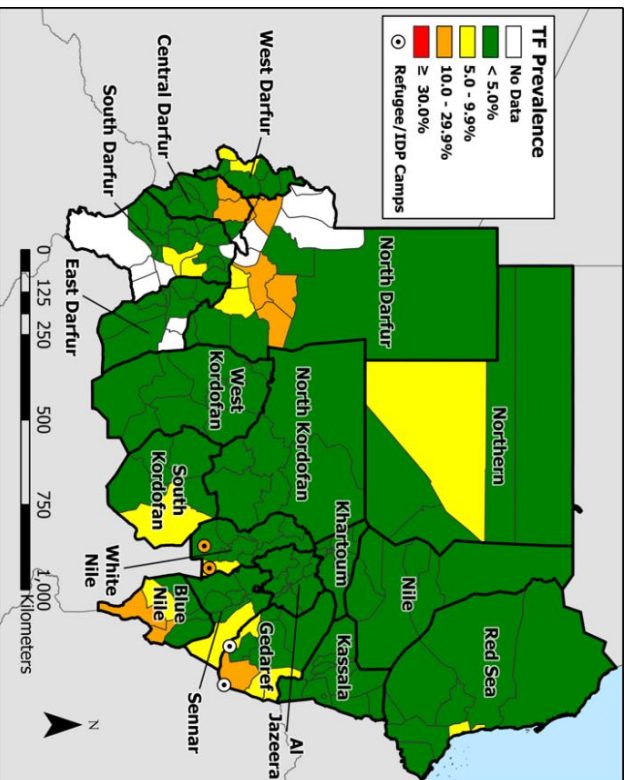 TF Prevalence
No Data
< 5.0%
5.0 - 9.9%
10.0 - 29.9%
≥ 30.0%
Refugee/IDP Camps
Northern
Red Sea
North Darfur
Nile
Khartoum
Kassala
North Kordofan
West Darfur
Central Darfur
South Darfur
East Darfur
West
Kordofan
South
Kordofan
White
Nile
Blue
Nile
Gedaref
Al
Jazeera
Sennar
0 125 250 500 750 1,000
Kilometers
N